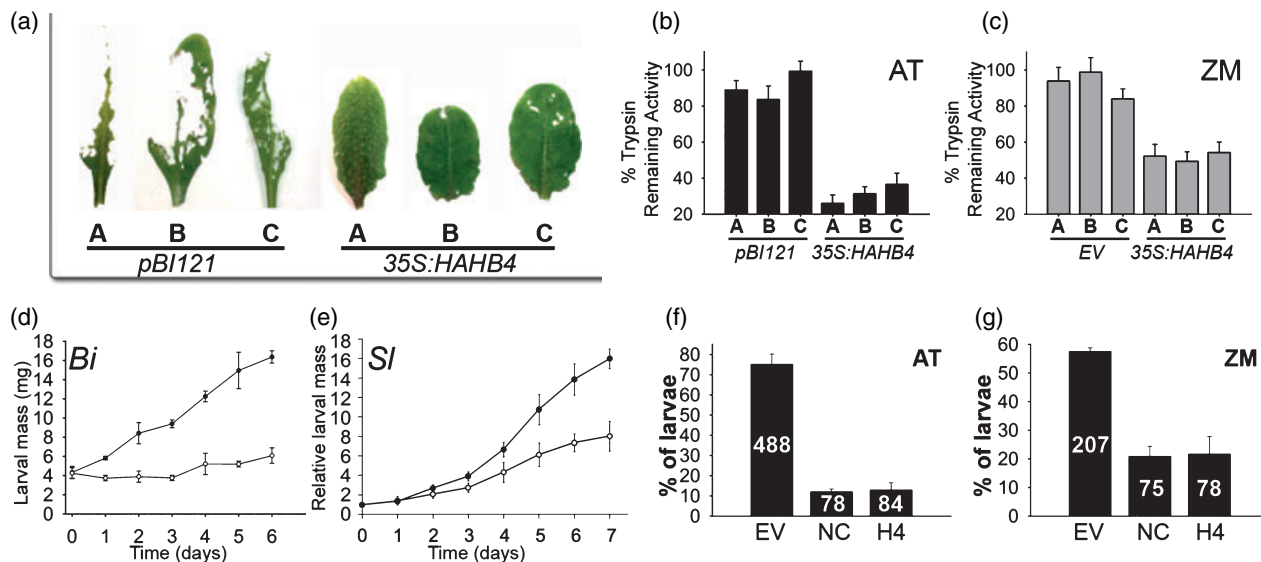 (a)
A B C A B C
pBI121 35S:HAHB4
(b)
AT
% Trypsin
Remaining Activity
100
80
60
40
20
A B C A B C
pBI121 35S:HAHB4
(c)
ZM
% Trypsin
Remaining Activity
100
80
60
40
20
A B C A B C
EV 35S:HAHB4
(d)
Bi
Larval mass (mg)
18
16
14
12
10
8
6
4
2
0
0 1 2 3 4 5 6
Time (days)
(e)
Sl
Relative larval mass
18
16
14
12
10
8
6
4
2
0
0 1 2 3 4 5 6 7
Time (days)
(f)
AT
% of larvae
80
70
60
50
40
30
20
10
0
488 78 84
EV NC H4
(g)
ZM
% of larvae
60
50
40
30
20
10
0
207 75 78
EV NC H4